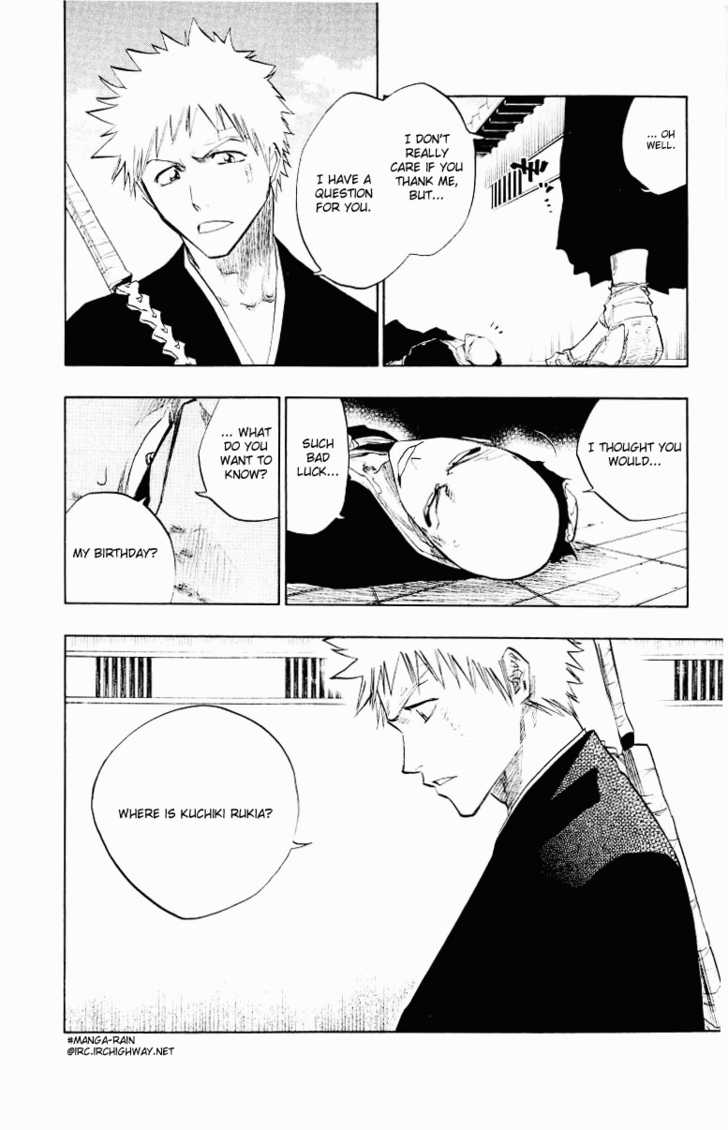 ... OH
WELL.
I DON'T
REALLY
CARE IF YOU
THANK ME,
BUT...
I HAVE A
QUESTION
FOR YOU.
I THOUGHT YOU
WOULD...
SUCH
BAD
LUCK...
... WHAT
DO YOU
WANT TO
KNOW?
MY BIRTHDAY?
WHERE IS KUCHIKI RUKIA?
#MANGA-RAIN
@IRC.IRCHIGHWAY.NET